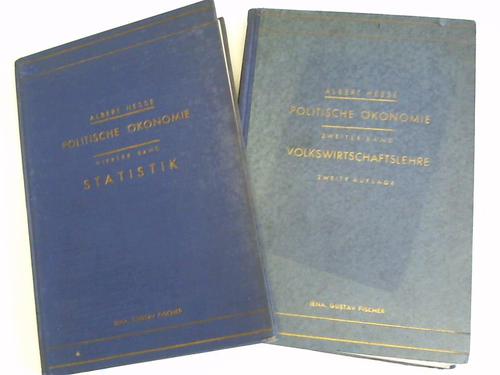 ALBERT HESSE
POLITISCHE ÖKONOMIE
VIERTER BAND
STATISTIK
JENA, GUSTAV FISCHER
ALBERT HESSE
POLITISCHE ÖKONOMIE
ZWEITER BAND
VOLKSWIRTSCHAFTSLEHRE
ZWEITE AUFLAGE
JENA, GUSTAV FISCHER